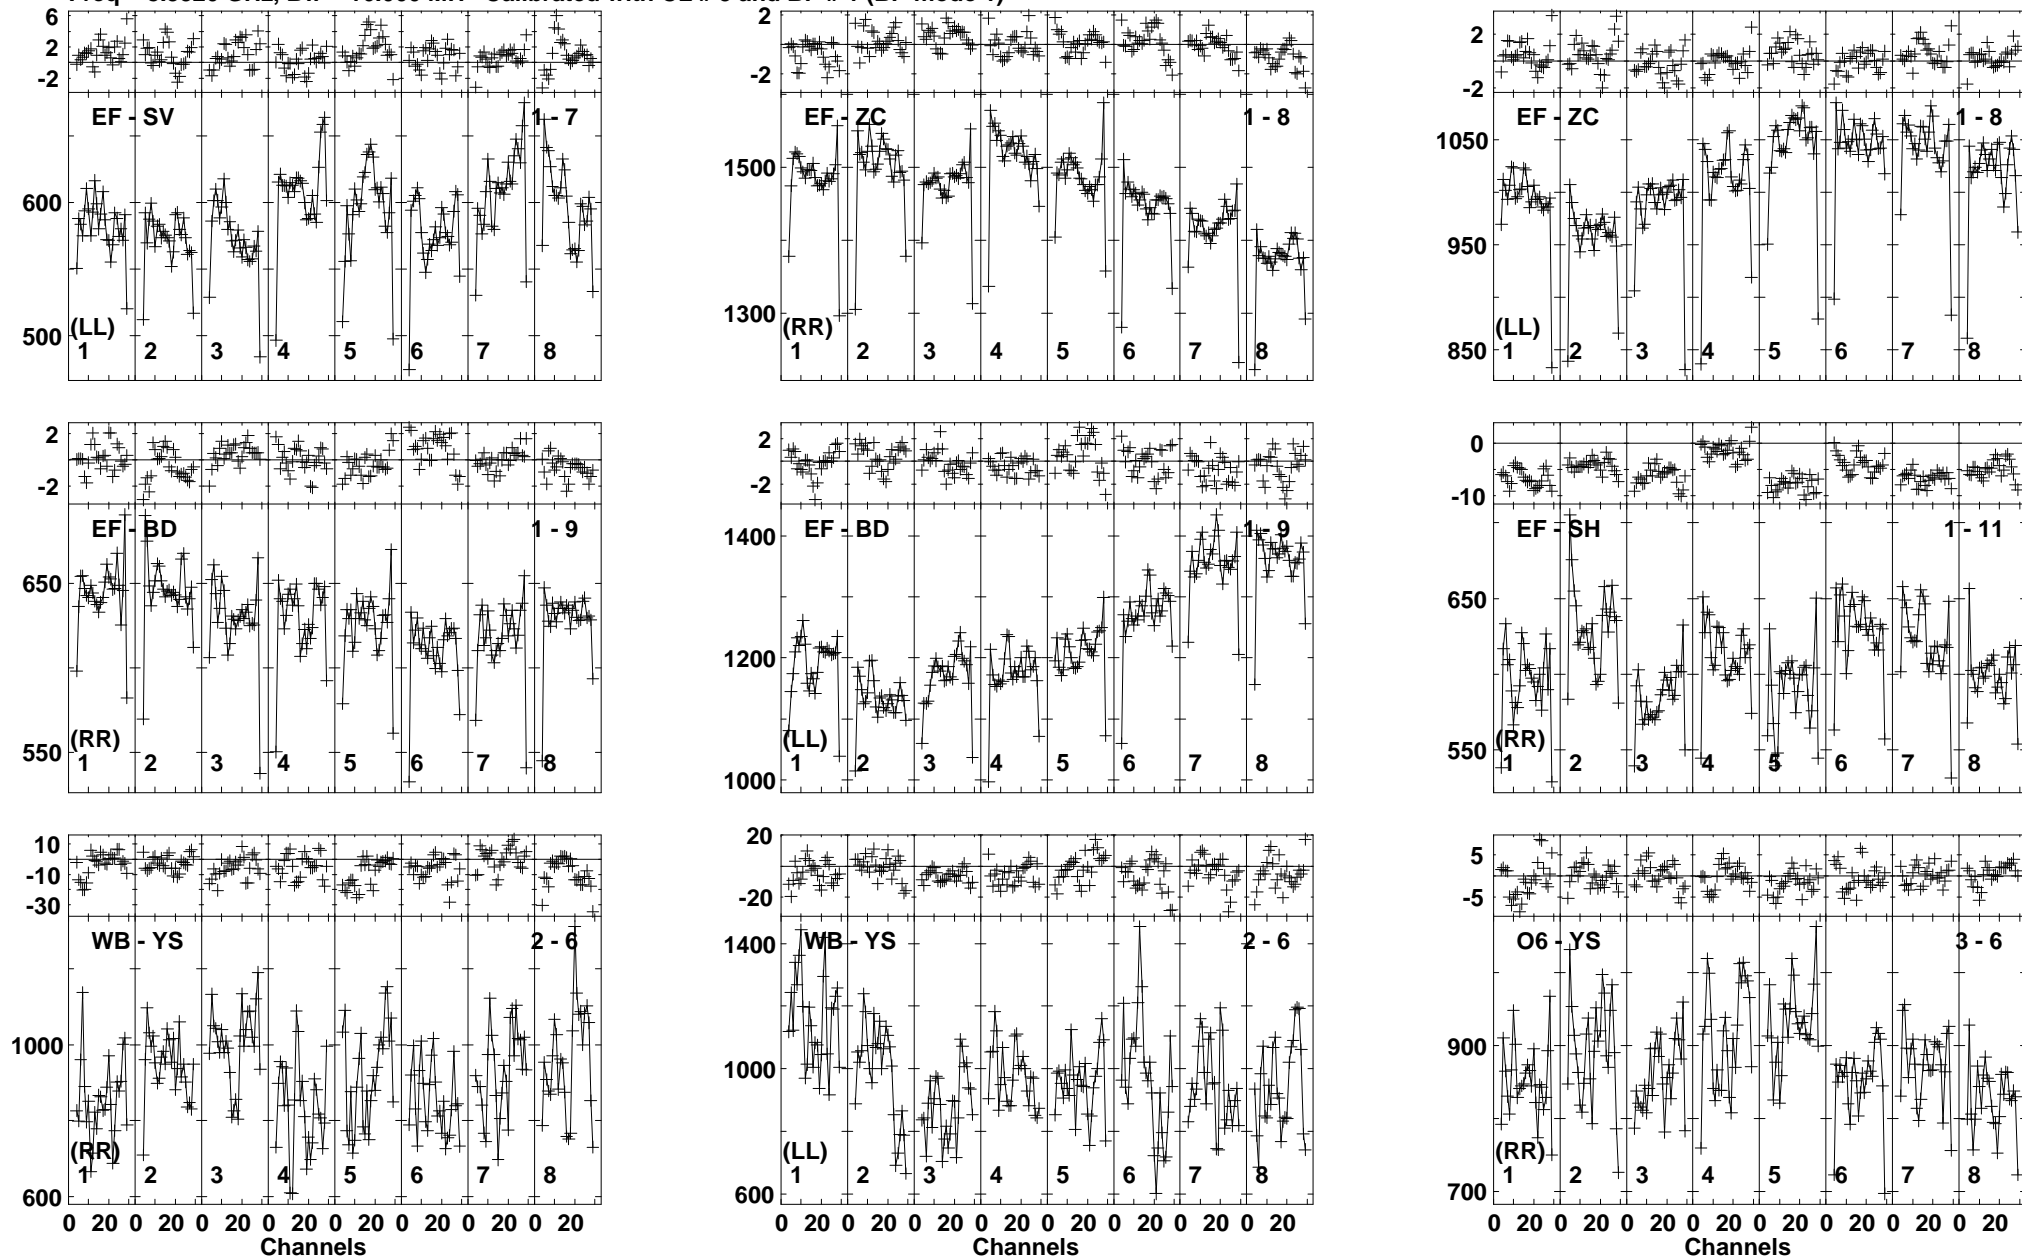 6 2 -2
EF - SV 1 - 7
600
500
(LL)
1 2 3 4 5 6 7 8
2 -2
EF - ZC 1 - 8
1500
1300
(RR)
1 2 3 4 5 6 7 8
2 -2
EF - ZC 1 - 8
1050
950
850
(LL)
1 2 3 4 5 6 7 8
2 -2
EF - BD 1 - 9
650
550
(RR)
1 2 3 4 5 6 7 8
2 -2
EF - BD 1 - 9
1400
1200
1000
(LL)
1 2 3 4 5 6 7 8
0 -10
EF - SH 1 - 11
650
550
(RR)
1 2 3 4 5 6 7 8
10 -10 -30
WB - YS 2 - 6
1000
600
(RR)
1 2 3 4 5 6 7 8
0 20 0 20 0 20 0 20 0 20 0 20 0 20 0 20
Channels
20 -20
WB - YS 2 - 6
1400
1000
600
(LL)
1 2 3 4 5 6 7 8
0 20 0 20 0 20 0 20 0 20 0 20 0 20 0 20
Channels
5 -5
O6 - YS 3 - 6
900
700
(RR)
1 2 3 4 5 6 7 8
0 20 0 20 0 20 0 20 0 20 0 20 0 20 0 20
Channels